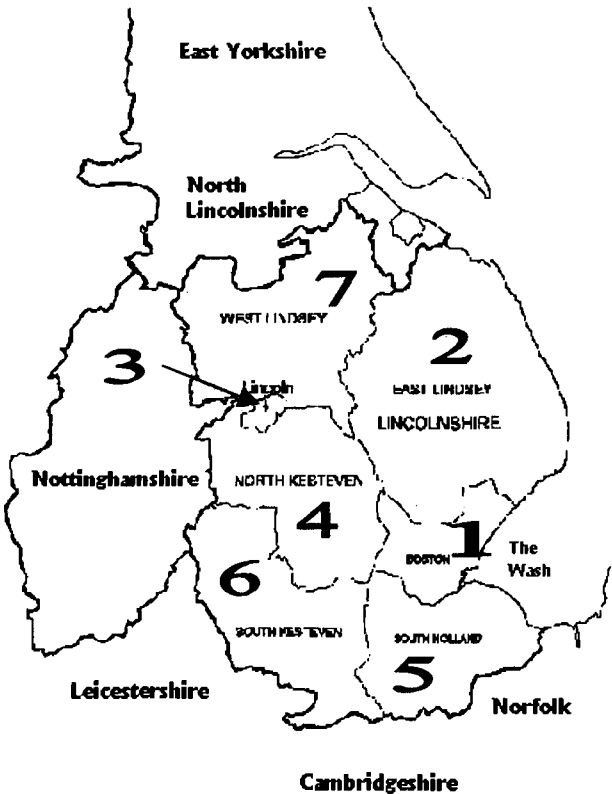 East Yorkshire
North
Lincolnshire
7
WEST LINDSEY
2
3
Lincoln
EAST LINDSEY
LINCOLNSHIRE
Nottinghamshire
NORTH KESTEVEN
4
1
BOSTON
The
Wash
6
SOUTH KESTEVEN
SOUTH HOLLAND
5
Leicestershire
Norfolk
Cambridgeshire